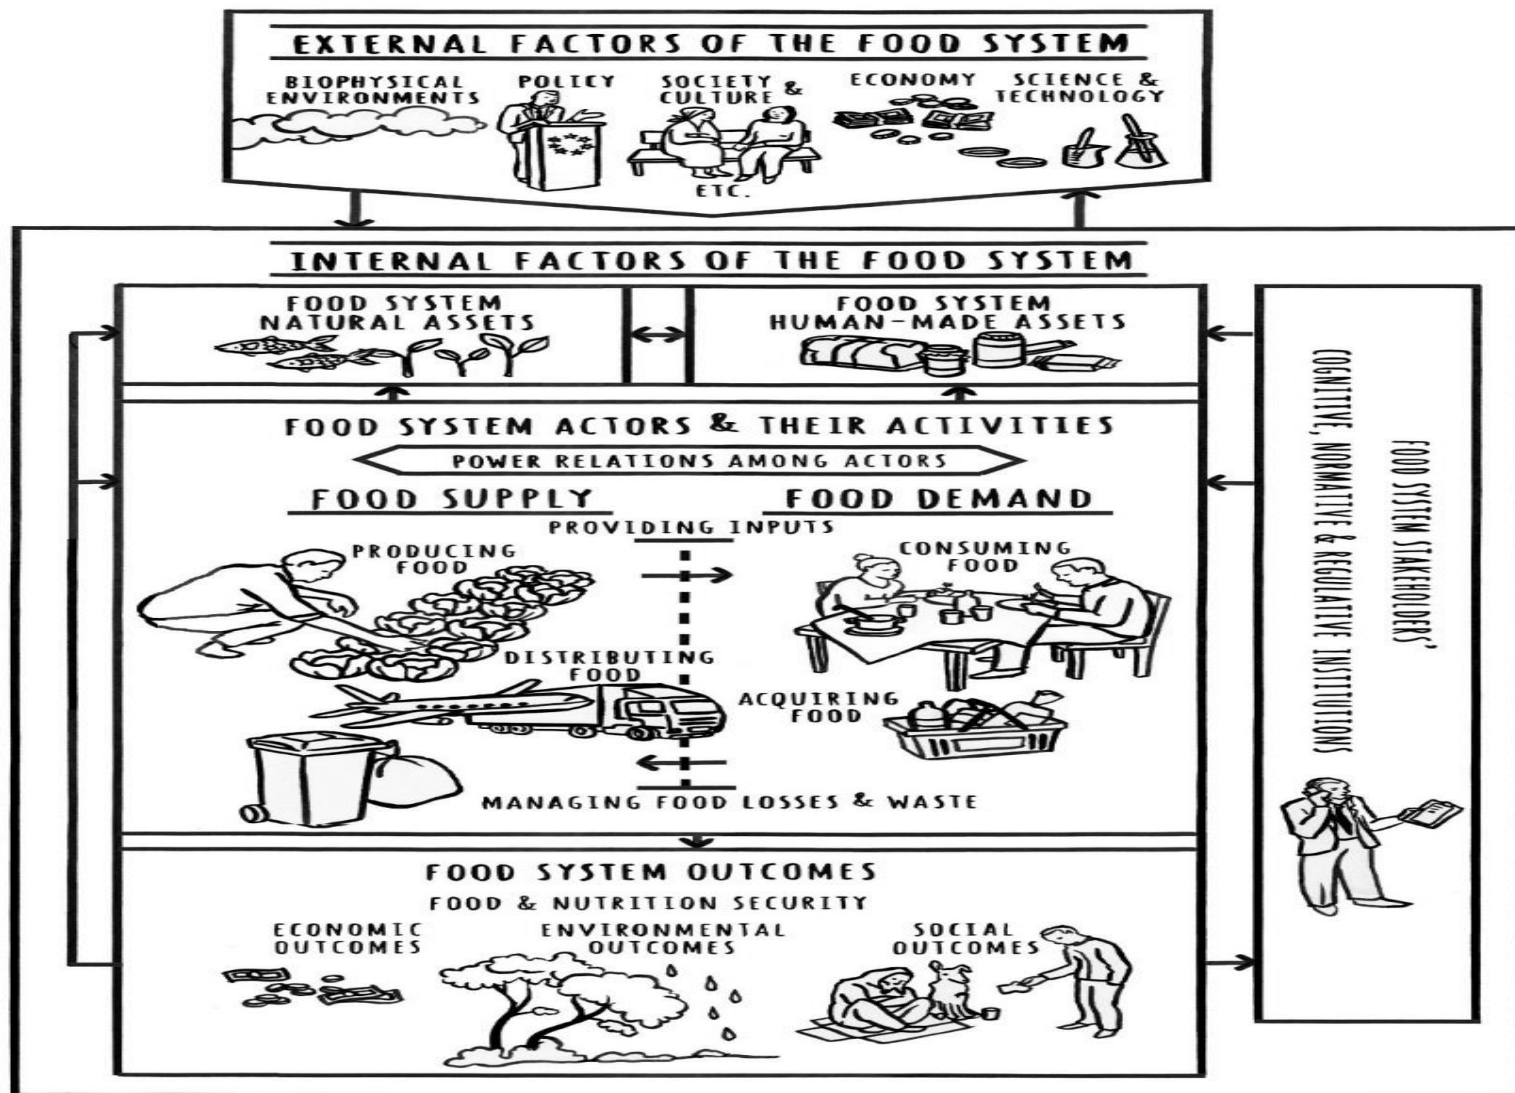 EXTERNAL FACTORS OF THE FOOD SYSTEM
BIOPHYSICAL
ENVIRONMENTS
POLICY
SOCIETY &
CULTURE
ECONOMY
SCIENCE &
TECHNOLOGY
ETC.
INTERNAL FACTORS OF THE FOOD SYSTEM
FOOD SYSTEM
NATURAL ASSETS
FOOD SYSTEM
HUMAN-MADE ASSETS
FOOD SYSTEM ACTORS & THEIR ACTIVITIES
POWER RELATIONS AMONG ACTORS
FOOD SUPPLY
FOOD DEMAND
PROVIDING INPUTS
PRODUCING
FOOD
CONSUMING
FOOD
DISTRIBUTING
FOOD
ACQUIRING
FOOD
MANAGING FOOD LOSSES & WASTE
FOOD SYSTEM OUTCOMES
FOOD & NUTRITION SECURITY
ECONOMIC
OUTCOMES
ENVIRONMENTAL
OUTCOMES
SOCIAL
OUTCOMES
FOOD SYSTEM STAKEHOLDERS'
COGNITIVE, NORMATIVE & REGULATIVE INSTITUTIONS